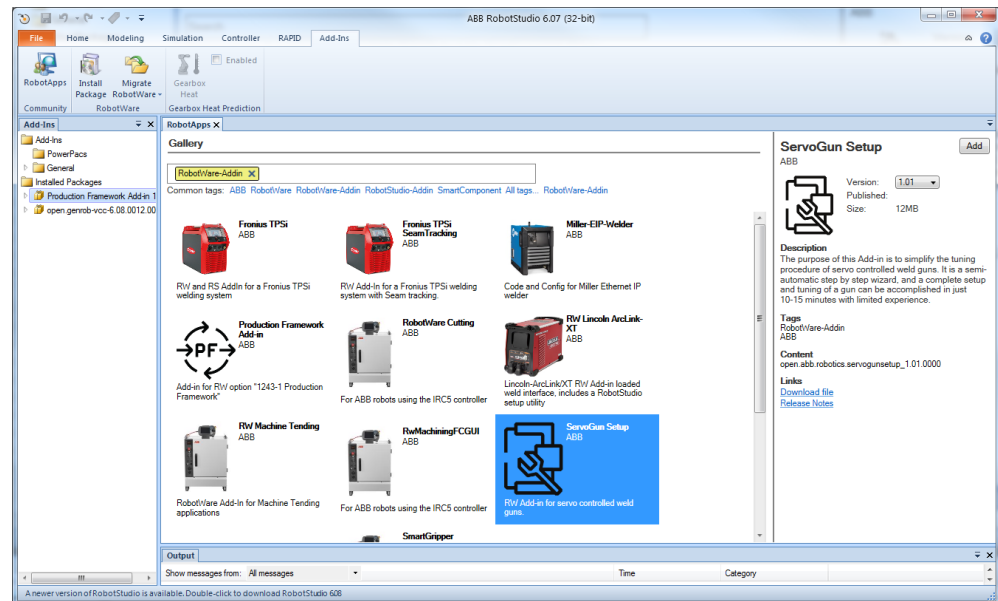 ABB RobotStudio 6.07 (32-bit)
File Home Modeling Simulation Controller RAPID Add-Ins
RobotApps
Install Package
Migrate RobotWare
Gearbox Heat
Enabled
Community RobotWare Gearbox Heat Prediction
Add-Ins
Add-Ins
PowerPacs
General
Installed Packages
Production Framework Add-in 1
open.genrob-vcc-6.08.0012.00
RobotApps
Gallery
RobotWare-Addin
Common tags: ABB RobotWare RobotWare-Addin RobotStudio-Addin SmartComponent All tags... RobotWare-Addin
Fronius TPSi
ABB
RW and RS AddIn for a Fronius TPSi
welding system
Fronius TPSi
SeamTracking
ABB
RW Add-In for a Fronius TPSi welding
system with Seam tracking.
Miller-EIP-Welder
ABB
Code and Config for Miller Ethernet IP
welder
Production Framework
Add-in
ABB
PF
Add-in for RW option "1243-1 Production
Framework"
RobotWare Cutting
ABB
For ABB robots using the IRC5 controller
RW Lincoln ArcLink-
XT
ABB
Lincoln-ArcLink/XT RW Add-in loaded
weld interface, includes a RobotStudio
setup utility
RW Machine Tending
ABB
RobotWare Add-In for Machine Tending
applications
RwMachiningFCGUI
ABB
For ABB robots using the IRC5 controller
ServoGun Setup
ABB
RW Add-in for servo controlled weld
guns.
SmartGripper
ServoGun Setup
Add
ABB
Version: 1.01
Published:
Size: 12MB
Description
The purpose of this Add-in is to simplify the tuning
procedure of servo controlled weld guns. It is a semi-
automatic step by step wizard, and a complete setup
and tuning of a gun can be accomplished in just
10-15 minutes with limited experience.
Tags
RobotWare-Addin
ABB
Content
open.abb.robotics.servogunsetup_1.01.0000
Links
Download file
Release Notes
Output
Show messages from: All messages Time Category
A newer version of RobotStudio is available. Double-click to download RobotStudio 6.08